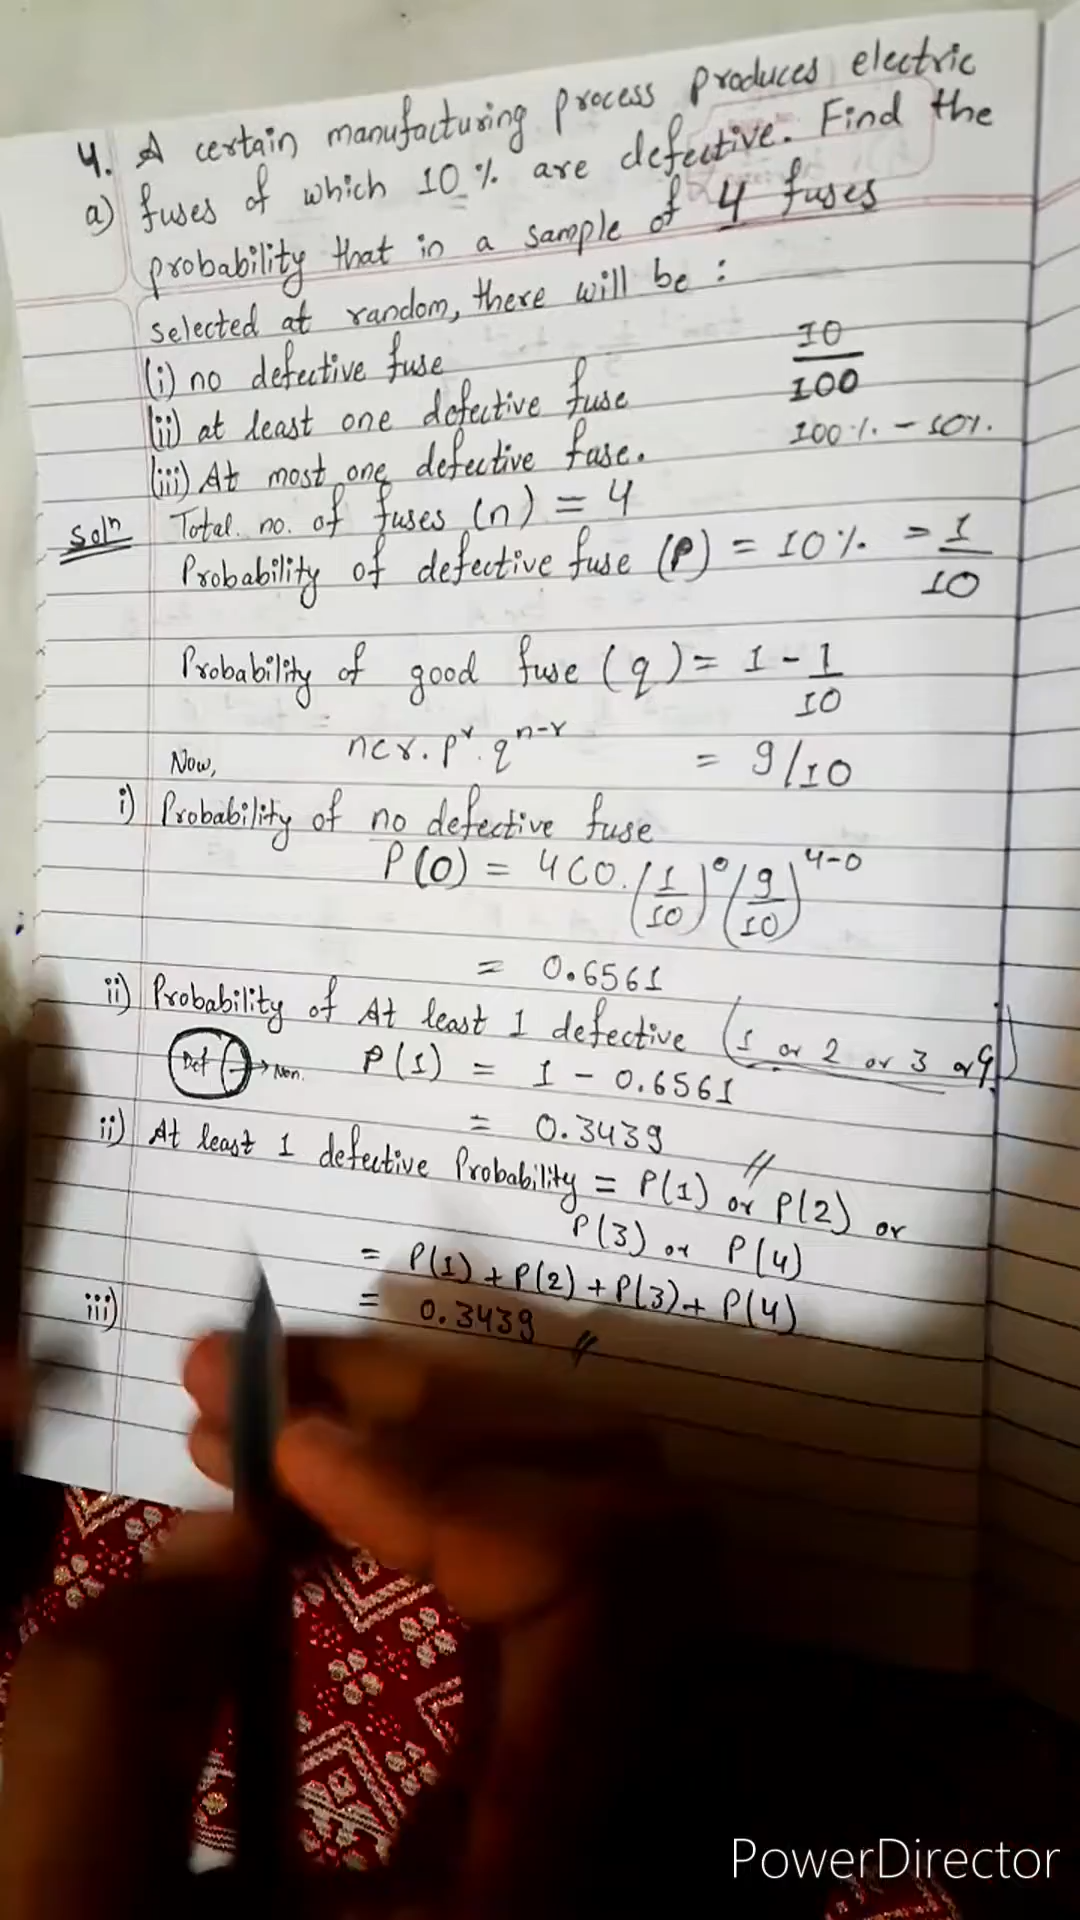 4. A certain manufacturing process produces electric
a) fuses of which 10 % are defective. Find the
probability that in a sample of 4 fuses
selected at random, there will be :
(i) no defective fuse
10/100
(ii) at least one defective fuse
100 % - 10%.
(iii) At most one defective fuse.
Solⁿ Total no. of fuses (n) = 4
Probability of defective fuse (p) = 10% = 1/10
Probability of good fuse (q) = 1 - 1/10
= 9/10
Now, ncr. p^r. q^n-r
i) Probability of no defective fuse
P(0) = 4C0. (1/10)^0 (9/10)^4-0
= 0.6561
ii) Probability of At least 1 defective (1 or 2 or 3 or 4)
Def → Non. P(1) = 1 - 0.6561
= 0.3439 //
ii) At least 1 defective Probability = P(1) or P(2) or
P(3) or P(4)
= P(1) + P(2) + P(3) + P(4)
= 0.3439 //
iii)
PowerDirector